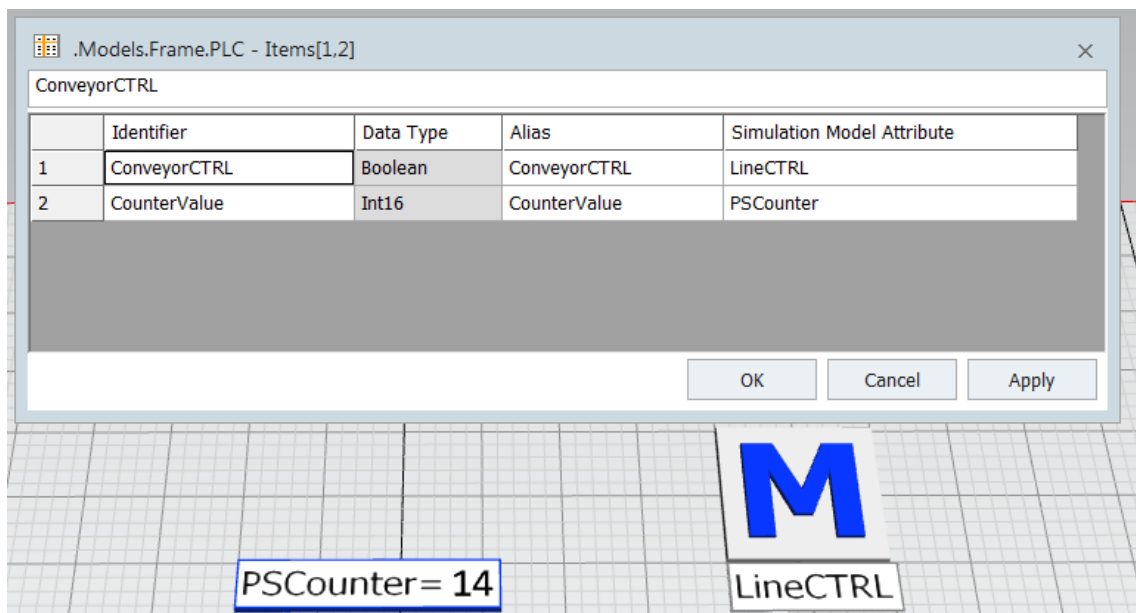 .Models.Frame.PLC - Items[1,2]
ConveyorCTRL
Identifier Data Type Alias Simulation Model Attribute
1 ConveyorCTRL Boolean ConveyorCTRL LineCTRL
2 CounterValue Int16 CounterValue PSCounter
OK Cancel Apply
M
PSCounter= 14
LineCTRL